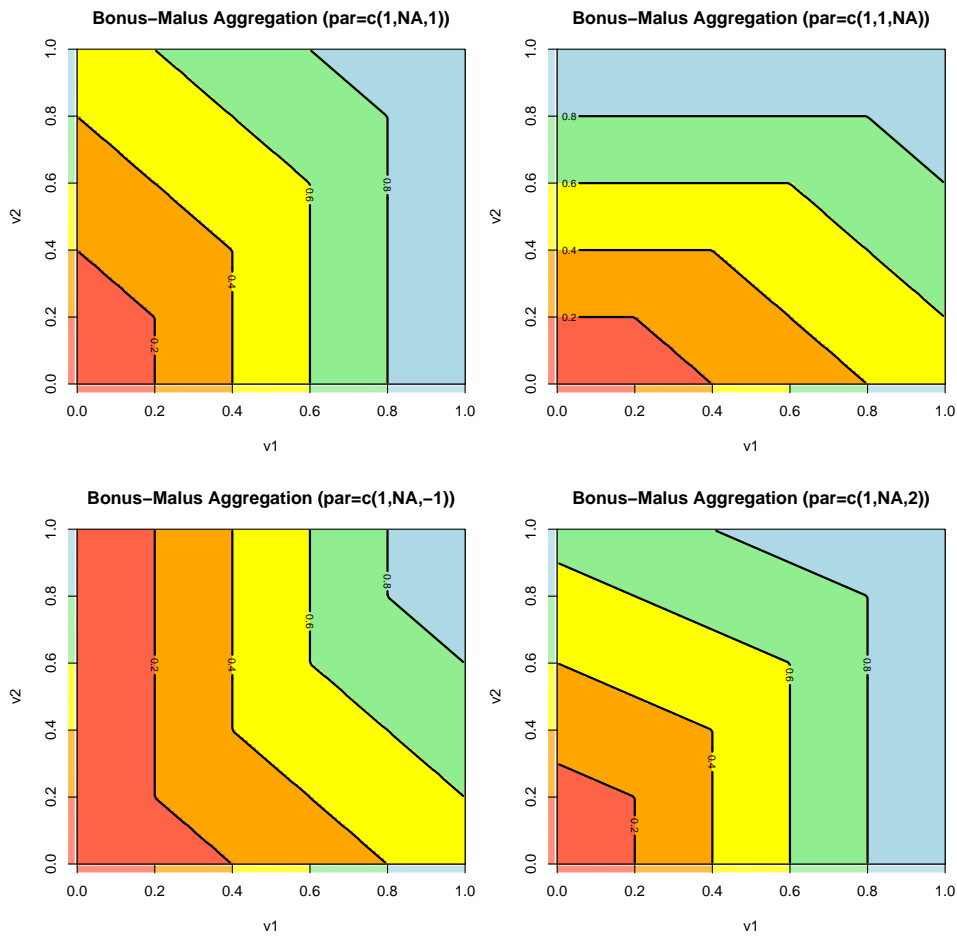 Bonus−Malus Aggregation (par=c(1,NA,1))
1.0
0.8
0.6
0.4
0.2
0.0
v2
0.2
0.4
0.6
0.8
0.0 0.2 0.4 0.6 0.8 1.0
v1
Bonus−Malus Aggregation (par=c(1,1,NA))
1.0
0.8
0.6
0.4
0.2
0.0
v2
0.8
0.6
0.4
0.2
0.0 0.2 0.4 0.6 0.8 1.0
v1
Bonus−Malus Aggregation (par=c(1,NA,−1))
1.0
0.8
0.6
0.4
0.2
0.0
v2
0.2
0.4
0.6
0.8
0.0 0.2 0.4 0.6 0.8 1.0
v1
Bonus−Malus Aggregation (par=c(1,NA,2))
1.0
0.8
0.6
0.4
0.2
0.0
v2
0.2
0.4
0.6
0.8
0.0 0.2 0.4 0.6 0.8 1.0
v1